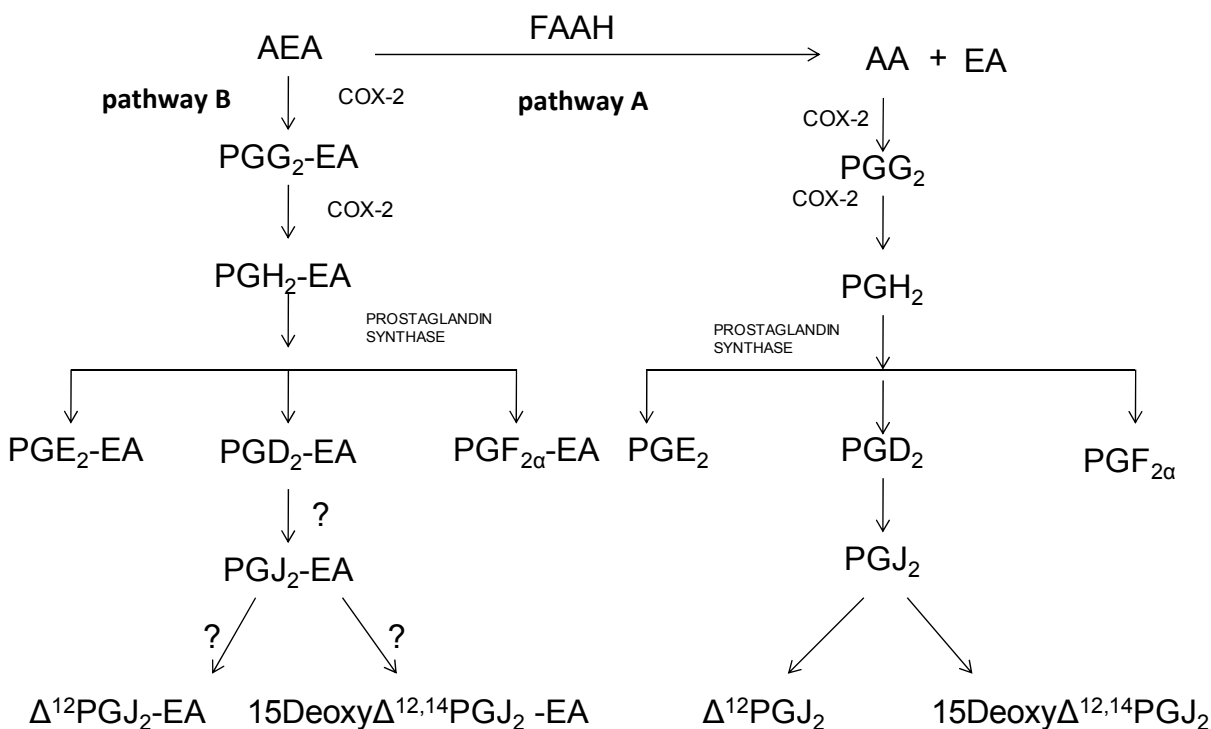 FAAH
AEA
AA + EA
pathway B
COX-2
pathway A
COX-2
PGG₂-EA
PGG₂
COX-2
COX-2
PGH₂-EA
PGH₂
PROSTAGLANDIN
SYNTHASE
PROSTAGLANDIN
SYNTHASE
PGE₂-EA
PGD₂-EA
PGF₂α-EA
PGE₂
PGD₂
PGF₂α
?
PGJ₂-EA
PGJ₂
?
?
Δ¹²PGJ₂-EA
15DeoxyΔ¹²,¹⁴PGJ₂ -EA
Δ¹²PGJ₂
15DeoxyΔ¹²,¹⁴PGJ₂